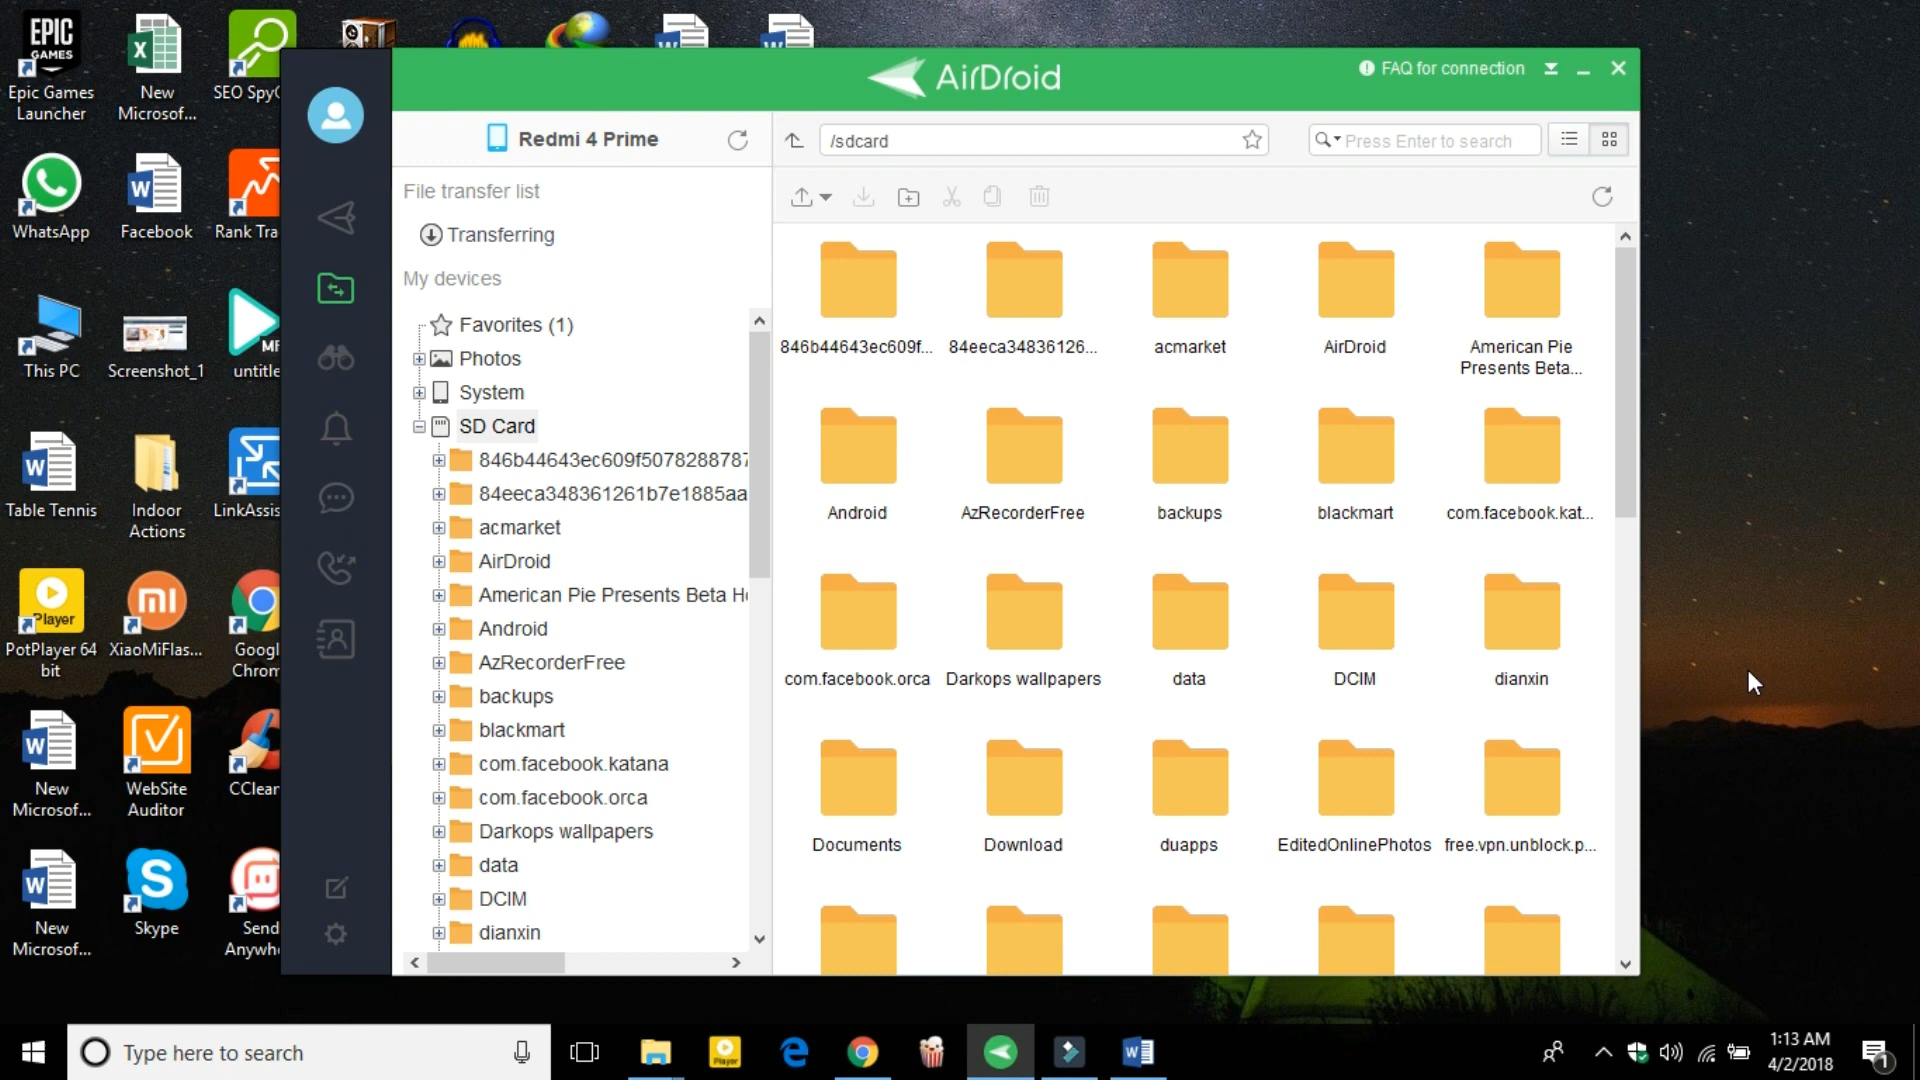 EPIC
GAMES
Epic Games
Launcher
New
Microsof...
SEO Spy
WhatsApp
Facebook
Rank Tra
This PC
Screenshot_1
untitle
Table Tennis
Indoor
Actions
LinkAssis
Player
PotPlayer 64
bit
XiaoMiFlas...
Googl
Chrom
New
Microsof...
WebSite
Auditor
CClean
New
Microsof...
Skype
Send
Anywh
AirDroid
FAQ for connection
Redmi 4 Prime
/sdcard
Press Enter to search
File transfer list
Transferring
My devices
Favorites (1)
Photos
System
SD Card
846b44643ec609f5078288787
84eeca348361261b7e1885aa
acmarket
AirDroid
American Pie Presents Beta H
Android
AzRecorderFree
backups
blackmart
com.facebook.katana
com.facebook.orca
Darkops wallpapers
data
DCIM
dianxin
846b44643ec609f... 84eeca34836126... acmarket AirDroid American Pie
Presents Beta...
Android AzRecorderFree backups blackmart com.facebook.kat...
com.facebook.orca Darkops wallpapers data DCIM dianxin
Documents Download duapps EditedOnlinePhotos free.vpn.unblock.p...
Type here to search
1:13 AM
4/2/2018
1